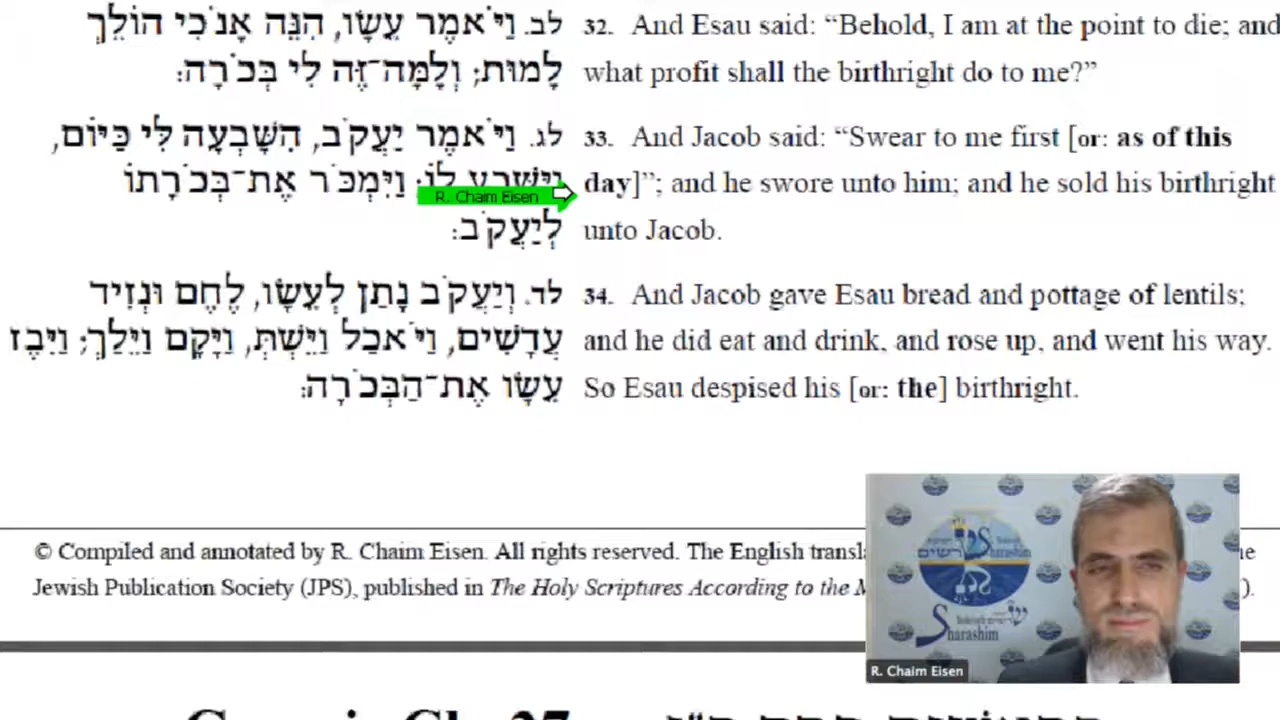 לב. וַיֹּאמֶר עֵשָׂו, הִנֵּה אָנֹכִי הוֹלֵךְ
לָמוּת; וְלָמָּה־זֶּה לִי בְּכֹרָה׃
לג. וַיֹּאמֶר יַעֲקֹב, הִשָּׁבְעָה לִּי כַּיּוֹם,
וַיִּשָּׁבַע לוֹ; וַיִּמְכֹּר אֶת־בְּכֹרָתוֹ
לְיַעֲקֹב׃
לד. וְיַעֲקֹב נָתַן לְעֵשָׂו, לֶחֶם וּנְזִיד
עֲדָשִׁים, וַיֹּאכַל וַיֵּשְׁתְּ, וַיָּקָם וַיֵּלַךְ; וַיִּבֶז
עֵשָׂו אֶת־הַבְּכֹרָה׃
32. And Esau said: “Behold, I am at the point to die; and
what profit shall the birthright do to me?”
33. And Jacob said: “Swear to me first [or: as of this
day]”; and he swore unto him; and he sold his birthright
unto Jacob.
34. And Jacob gave Esau bread and pottage of lentils;
and he did eat and drink, and rose up, and went his way.
So Esau despised his [or: the] birthright.
R. Chaim Eisen
© Compiled and annotated by R. Chaim Eisen. All rights reserved. The English
Jewish Publication Society (JPS), published in The Holy Scriptures According to the
שרשים
Sharashim
Sharashim
R. Chaim Eisen